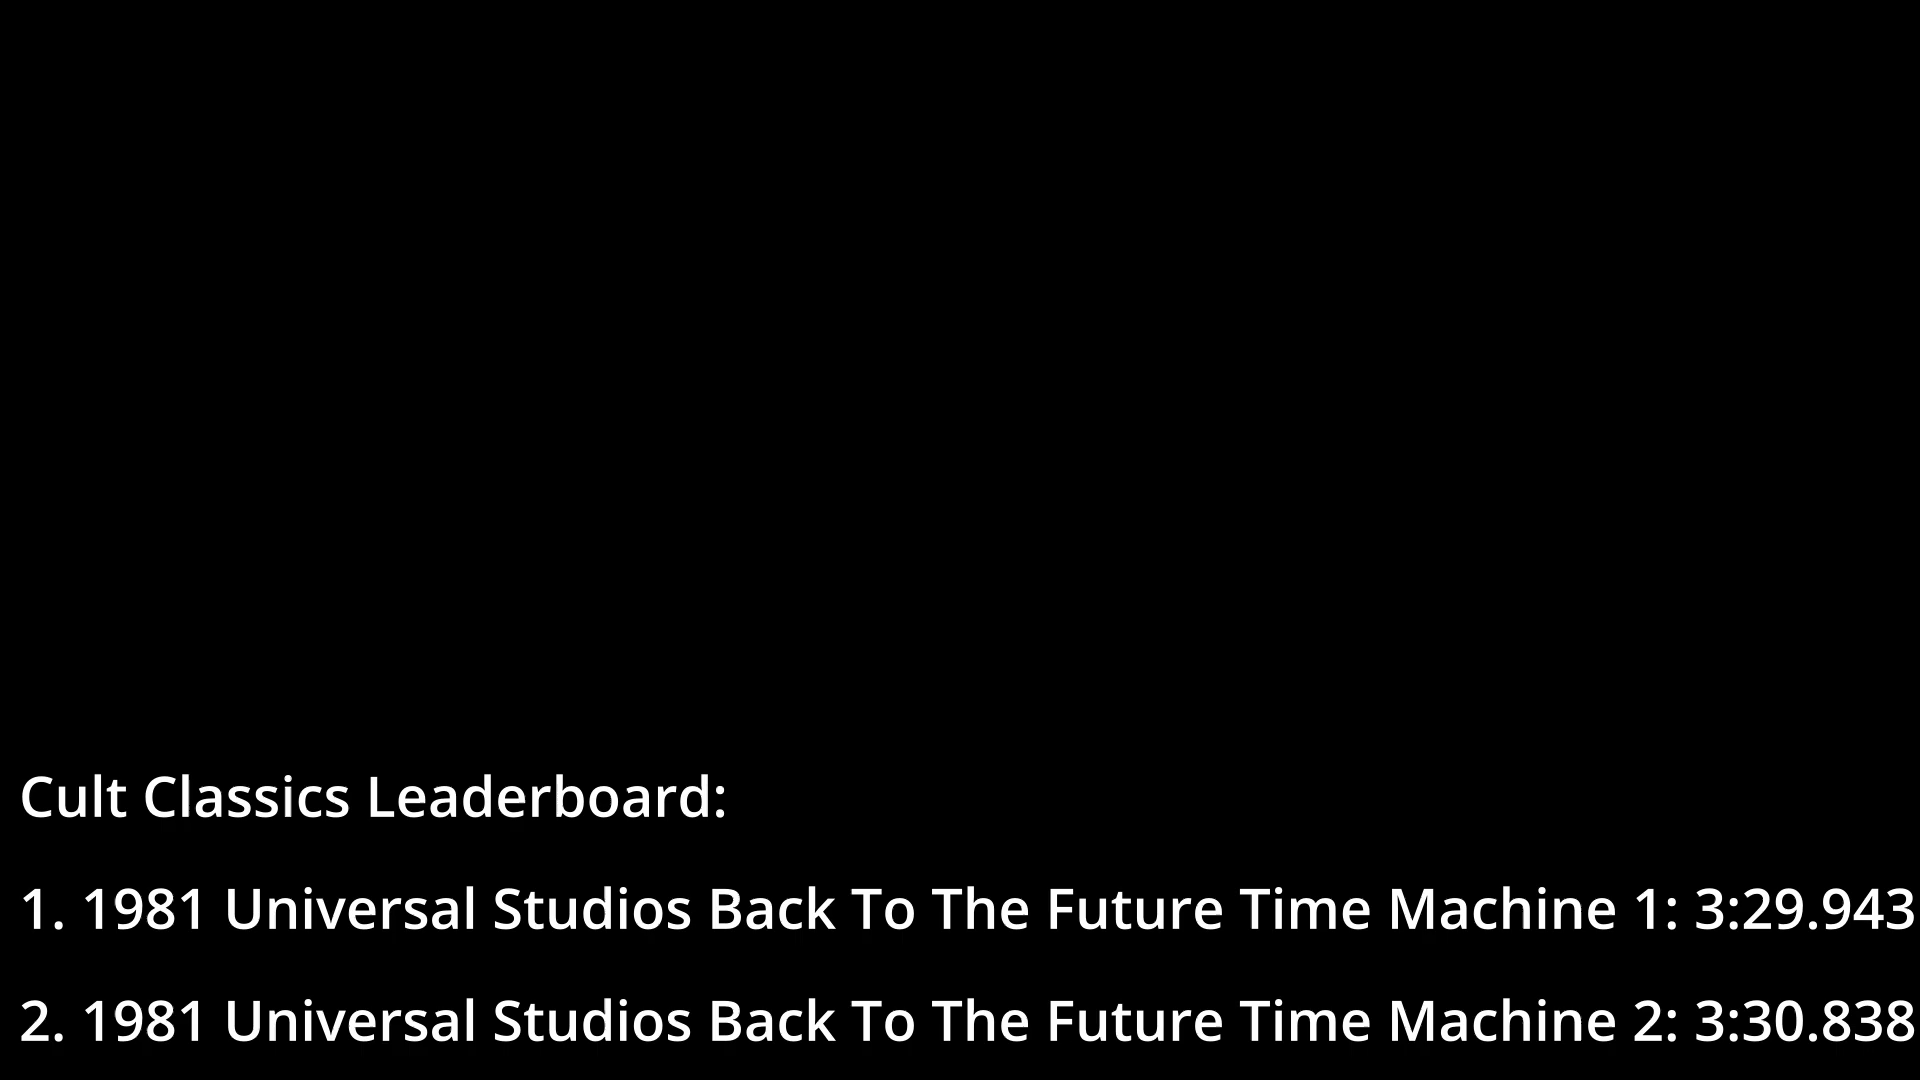 Cult Classics Leaderboard:
1. 1981 Universal Studios Back To The Future Time Machine 1: 3:29.943
2. 1981 Universal Studios Back To The Future Time Machine 2: 3:30.838